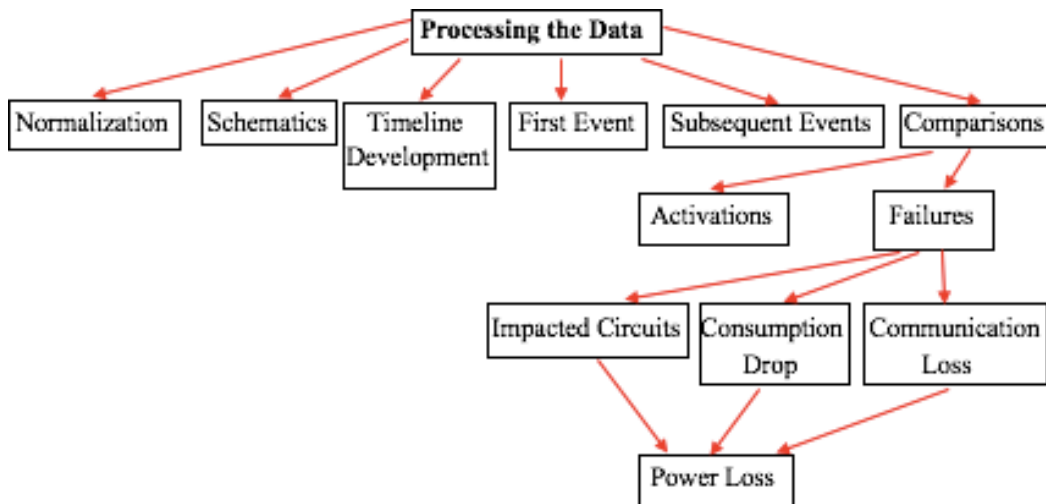 Processing the Data
Normalization
Schematics
Timeline
Development
First Event
Subsequent Events
Comparisons
Activations
Failures
Impacted Circuits
Consumption
Drop
Communication
Loss
Power Loss